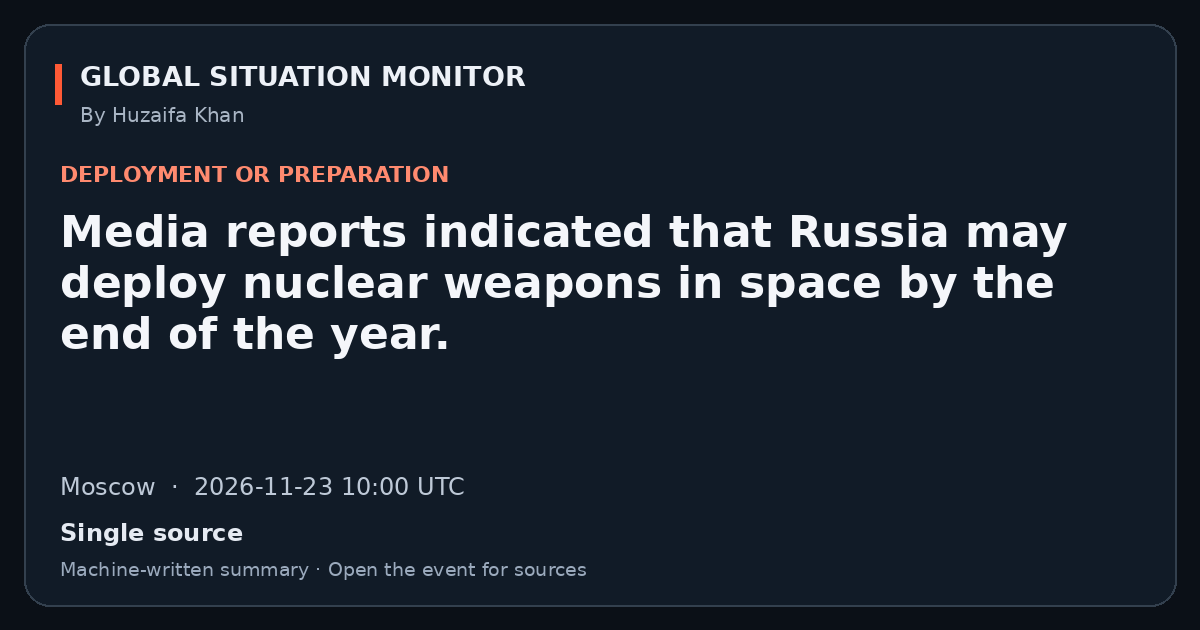 GLOBAL SITUATION MONITOR
By Huzaifa Khan
DEPLOYMENT OR PREPARATION
Media reports indicated that Russia may
deploy nuclear weapons in space by the
end of the year.
Moscow · 2026-11-23 10:00 UTC
Single source
Machine-written summary · Open the event for sources